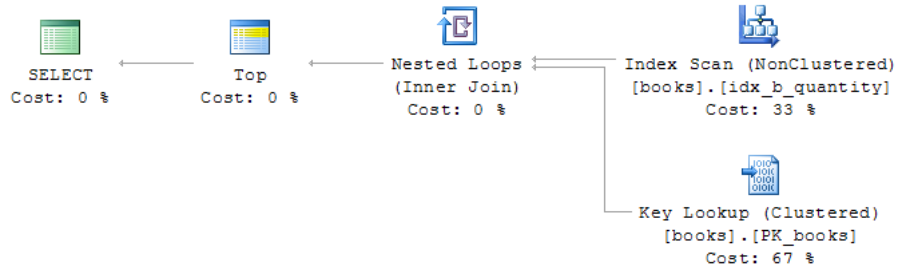 SELECT
Cost: 0 %
Top
Cost: 0 %
Nested Loops
(Inner Join)
Cost: 0 %
Index Scan (NonClustered)
[books].[idx_b_quantity]
Cost: 33 %
Key Lookup (Clustered)
[books].[PK_books]
Cost: 67 %